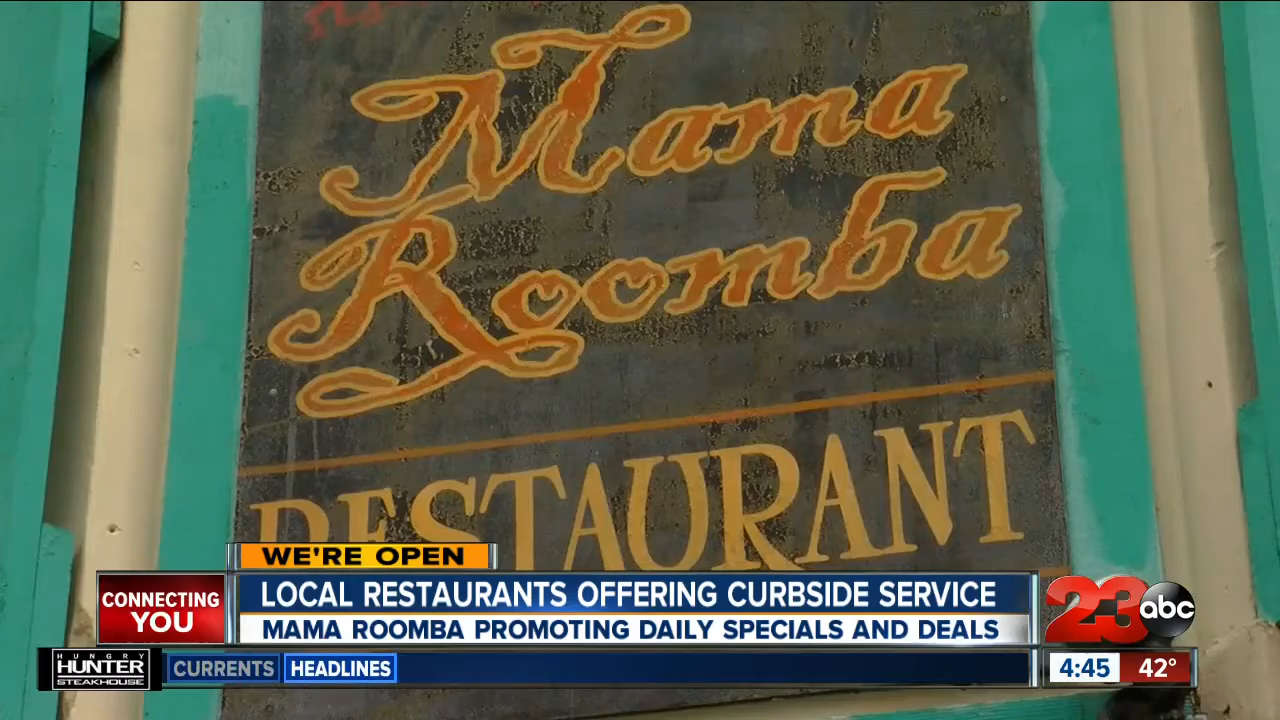 Mama
Roomba
RESTAURANT
WE'RE OPEN
CONNECTING
YOU
LOCAL RESTAURANTS OFFERING CURBSIDE SERVICE
MAMA ROOMBA PROMOTING DAILY SPECIALS AND DEALS
23 abc
HUNGRY
HUNTER
STEAKHOUSE
CURRENTS HEADLINES
4:45 42°